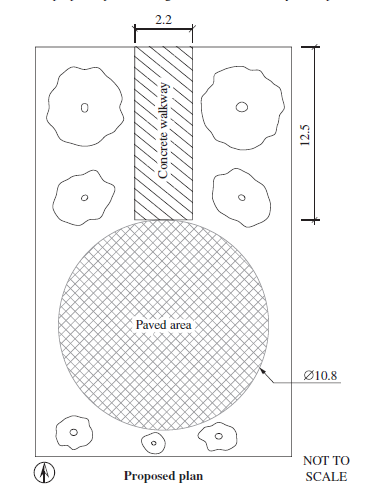 2.2
Concrete walkway
12.5
Paved area
Ø10.8
NOT TO
SCALE
Proposed plan